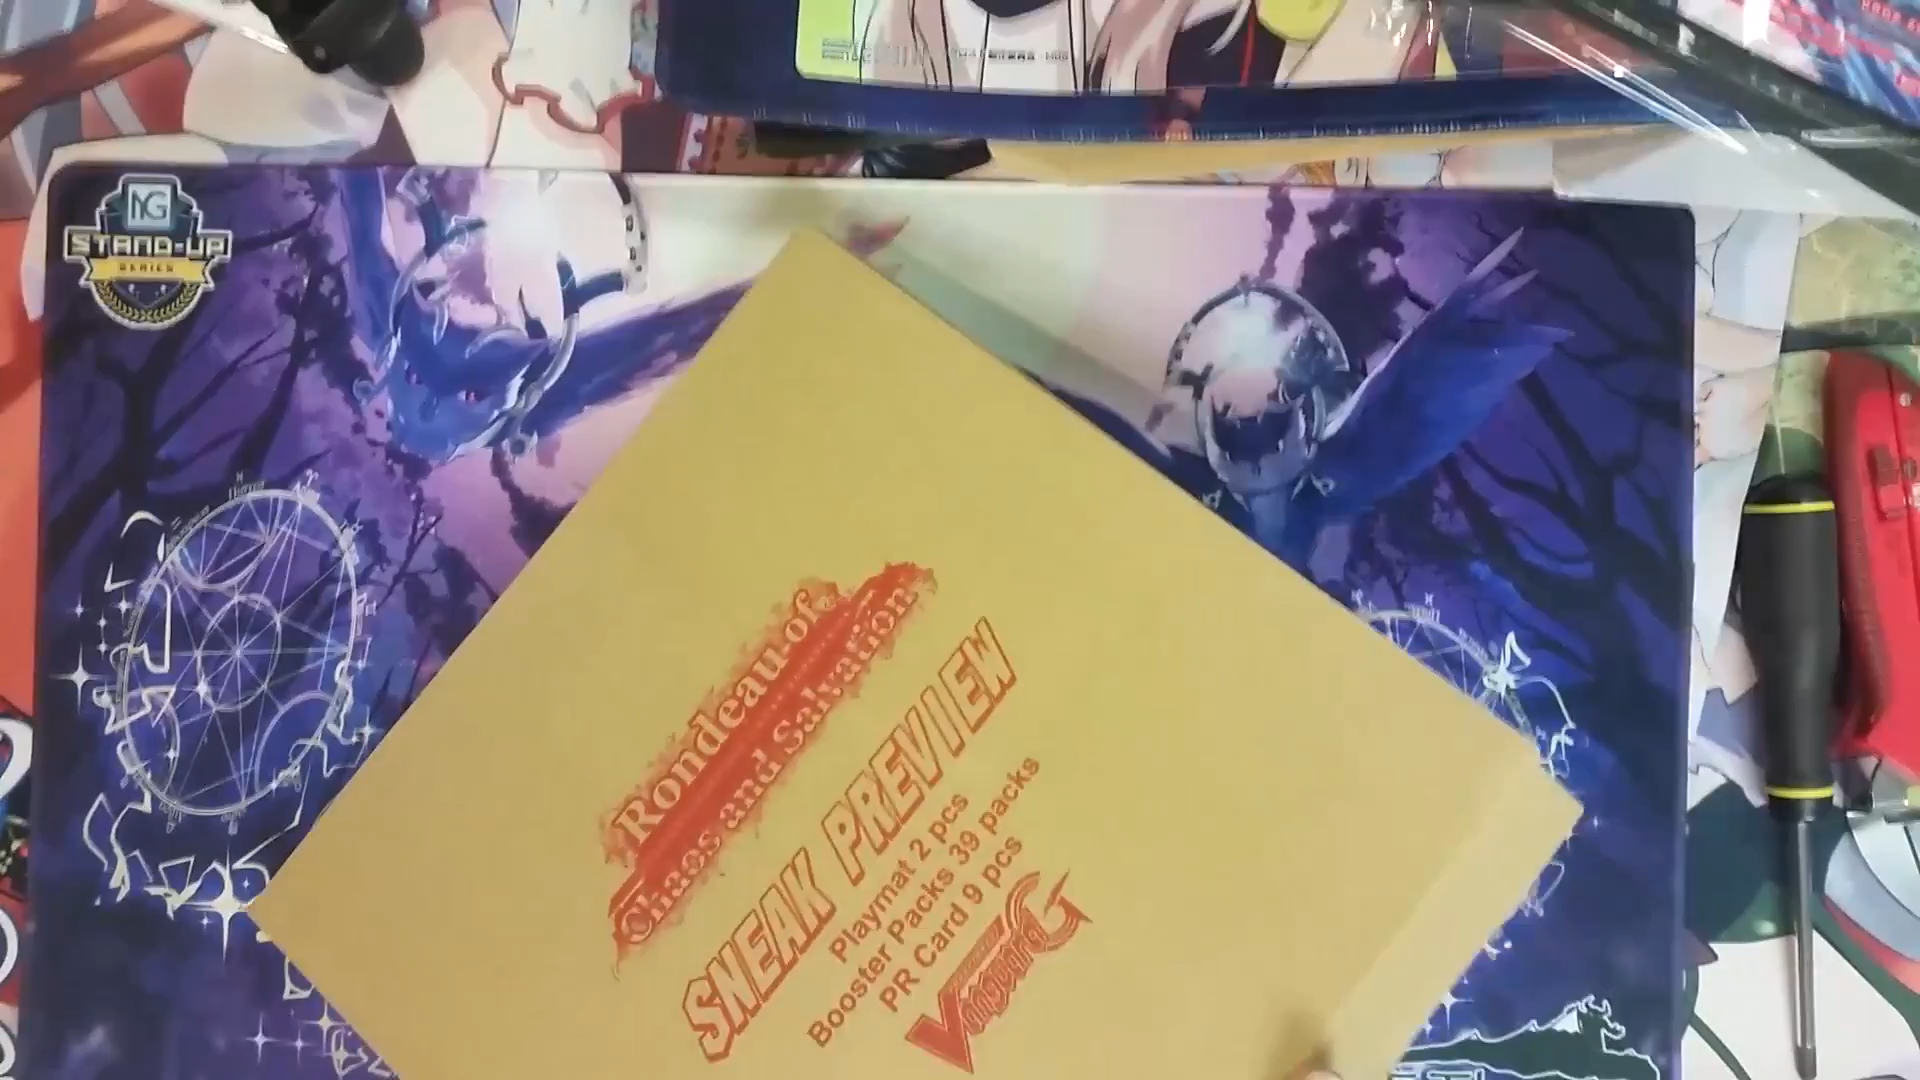 NYG
STAND-UP
SERIES
Rondeau of
Chaos and Salvation
SNEAK PREVIEW
Playmat 2 pcs
Booster Packs 39 packs
PR Card 9 pcs
Vanguard G